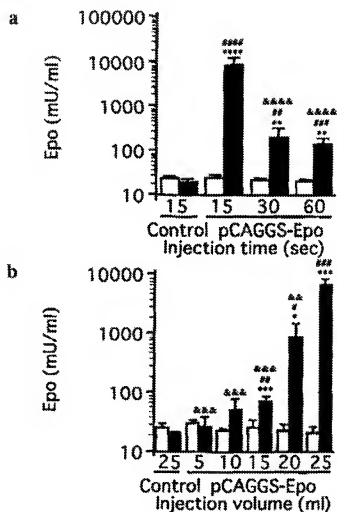 a
Epo (mU/ml)
100000
10000
1000
100
10
####
****
&&&&
##
**
&&&&
###
**
15 15 30 60
Control pCAGGS-Epo
Injection time (sec)
b
Epo (mU/ml)
10000
1000
100
10
&&&
&&&
&&&
##
***
&&
#
*
###
***
25 5 10 15 20 25
Control pCAGGS-Epo
Injection volume (ml)